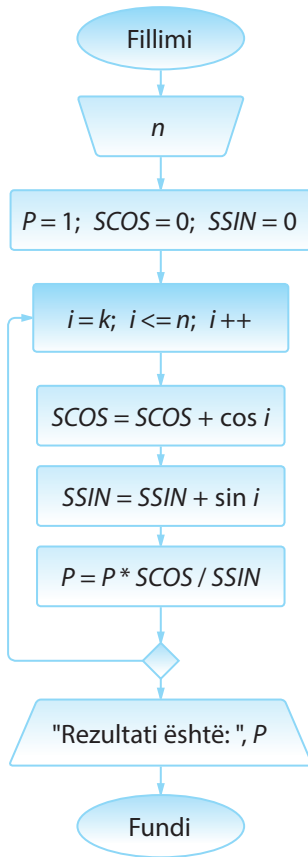 Fillimi
n
P = 1; SCOS = 0; SSIN = 0
i = k; i <= n; i ++
SCOS = SCOS + cos i
SSIN = SSIN + sin i
P = P * SCOS / SSIN
"Rezultati është: ", P
Fundi